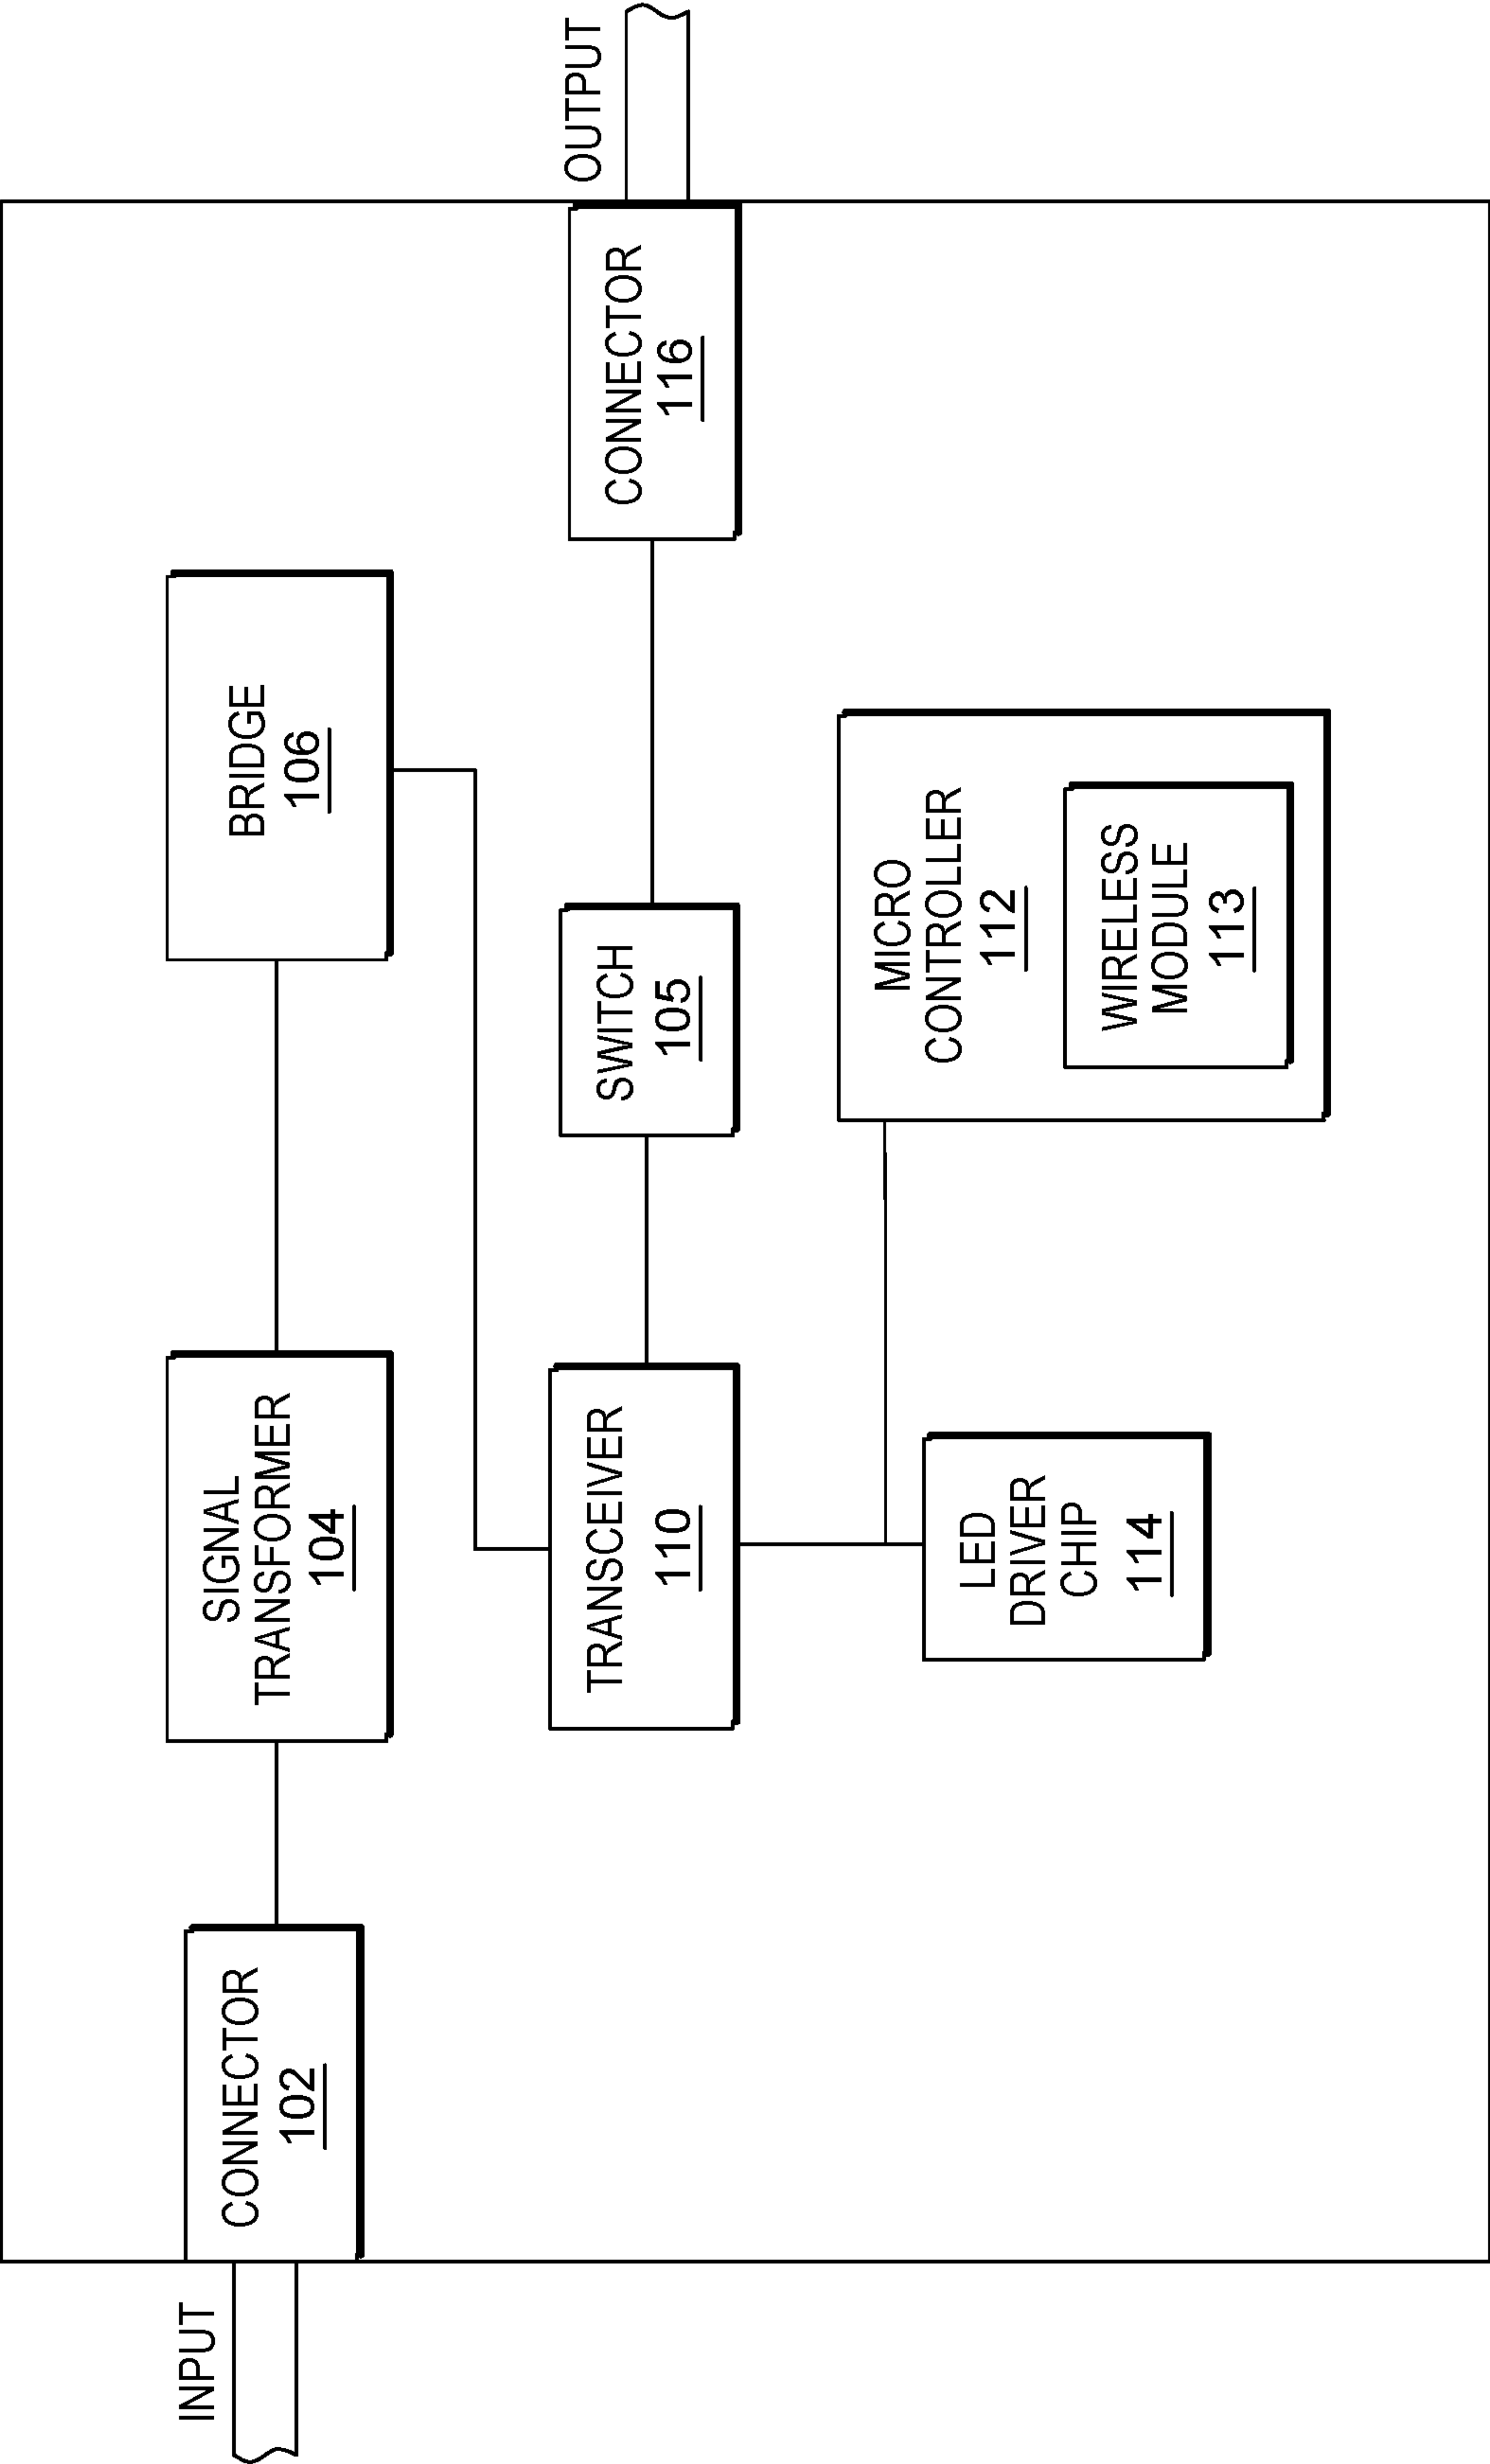 INPUT
CONNECTOR
102
SIGNAL
TRANSFORMER
104
BRIDGE
106
TRANSCEIVER
110
SWITCH
105
CONNECTOR
116
OUTPUT
LED
DRIVER
CHIP
114
MICRO
CONTROLLER
112
WIRELESS
MODULE
113